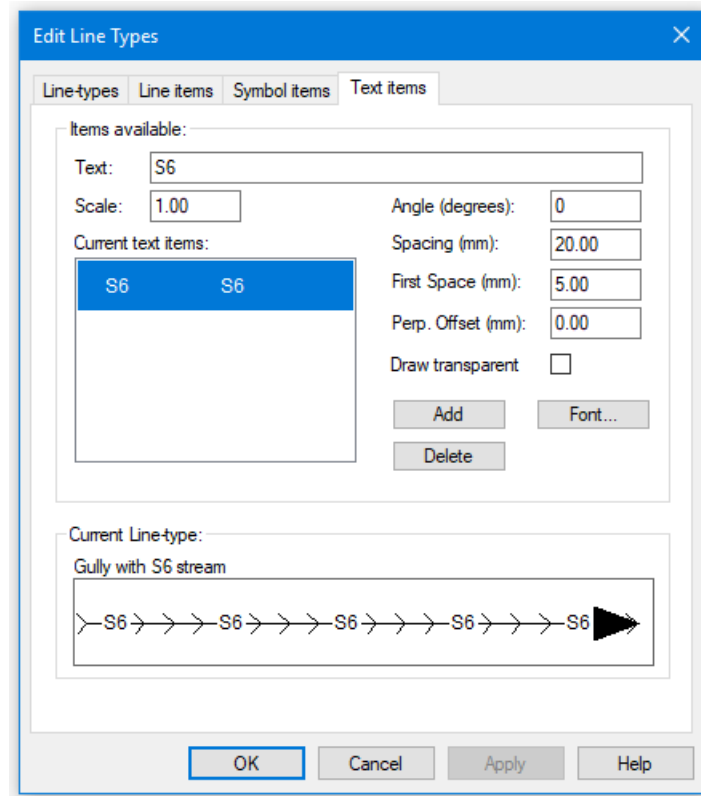 Edit Line Types
Line-types Line items Symbol items Text items
Items available:
Text: S6
Scale: 1.00 Angle (degrees): 0
Current text items: Spacing (mm): 20.00
S6 S6 First Space (mm): 5.00
Perp. Offset (mm): 0.00
Draw transparent
Add Font...
Delete
Current Line-type:
Gully with S6 stream
S6 S6 S6 S6 S6
OK Cancel Apply Help